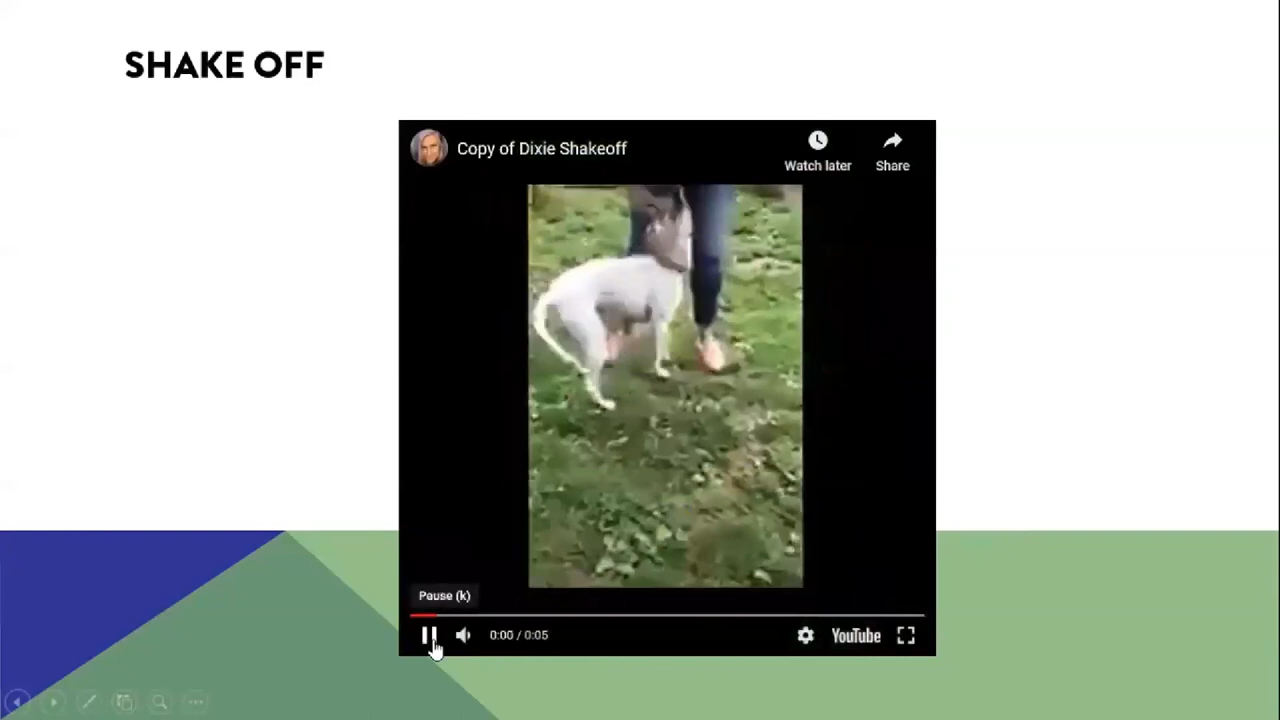 SHAKE OFF
Copy of Dixie Shakeoff
Watch later
Share
Pause (k)
0:00 / 0:05
YouTube